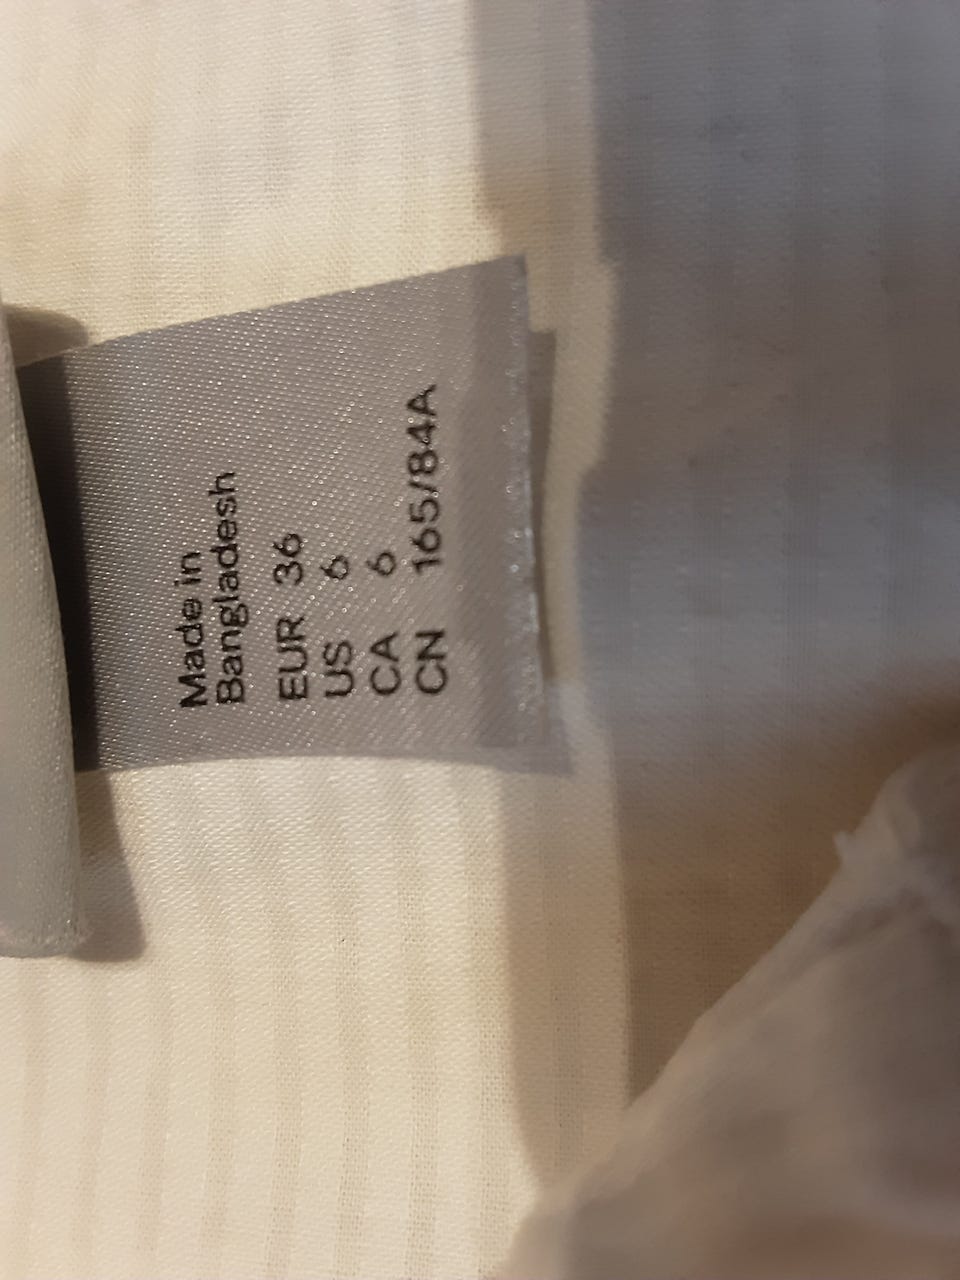 Made in
Bangladesh
EUR 36
US 6
CA 6
CN 165/84A